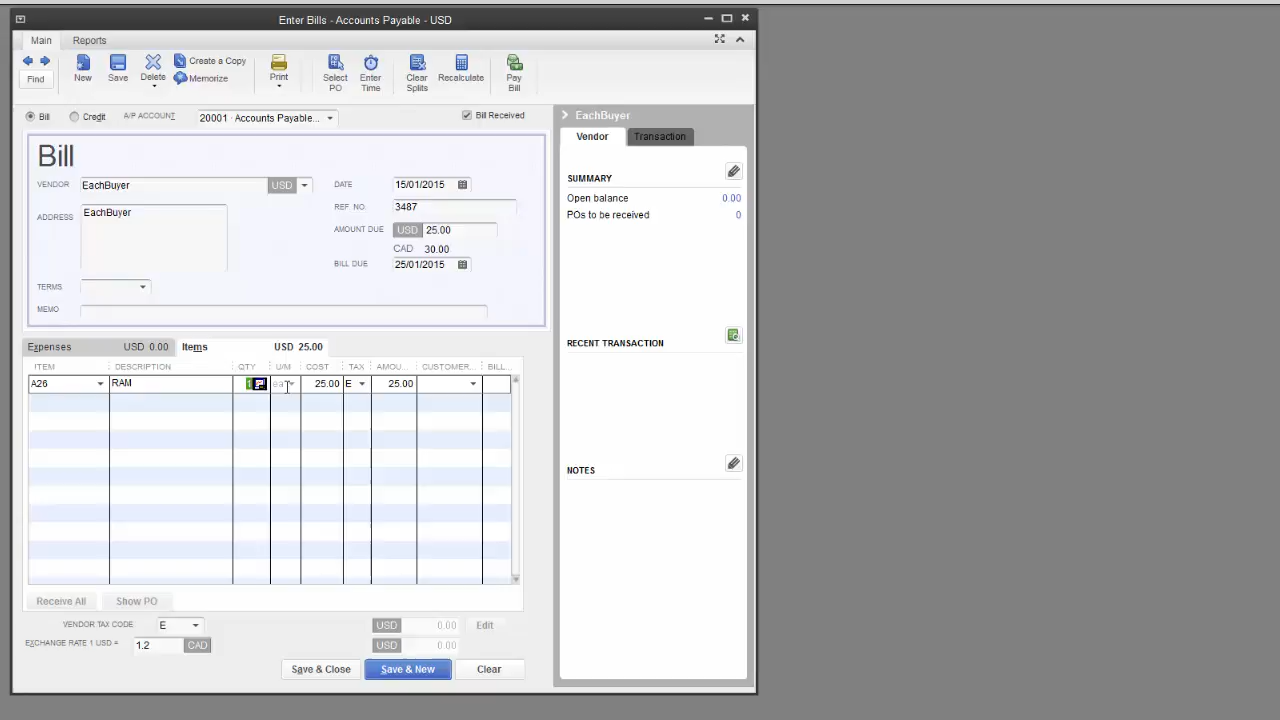 Enter Bills - Accounts Payable - USD
Main Reports
Find New Save Delete Create a Copy Memorize Print Select PO Enter Time Clear Splits Recalculate Pay Bill
Bill Credit A/P ACCOUNT 20001 · Accounts Payable... Bill Received
Bill
VENDOR EachBuyer USD DATE 15/01/2015
ADDRESS EachBuyer REF. NO. 3487
AMOUNT DUE USD 25.00
CAD 30.00
BILL DUE 25/01/2015
TERMS
MEMO
Expenses USD 0.00 Items USD 25.00
ITEM DESCRIPTION QTY U/M COST TAX AMOU... CUSTOMER... BILL...
A26 RAM 1 25.00 E 25.00
Receive All Show PO
VENDOR TAX CODE E USD 0.00 Edit
EXCHANGE RATE 1 USD = 1.2 CAD USD 0.00
Save & Close Save & New Clear
EachBuyer
Vendor Transaction
SUMMARY
Open balance 0.00
POs to be received 0
RECENT TRANSACTION
NOTES